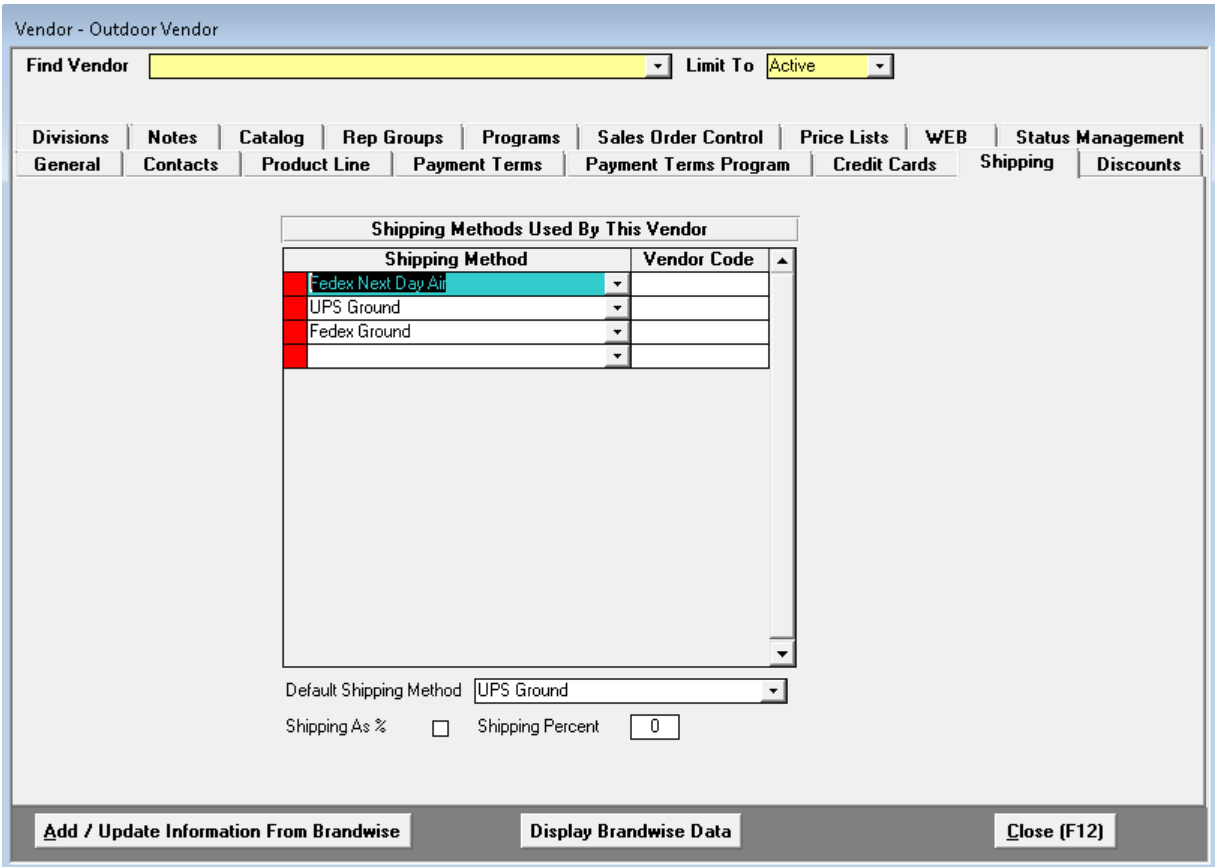 Vendor - Outdoor Vendor
Find Vendor Limit To Active
Divisions Notes Catalog Rep Groups Programs Sales Order Control Price Lists WEB Status Management
General Contacts Product Line Payment Terms Payment Terms Program Credit Cards Shipping Discounts
Shipping Methods Used By This Vendor
Shipping Method Vendor Code
Fedex Next Day Air
UPS Ground
Fedex Ground
Default Shipping Method UPS Ground
Shipping As % Shipping Percent 0
Add / Update Information From Brandwise Display Brandwise Data Close (F12)